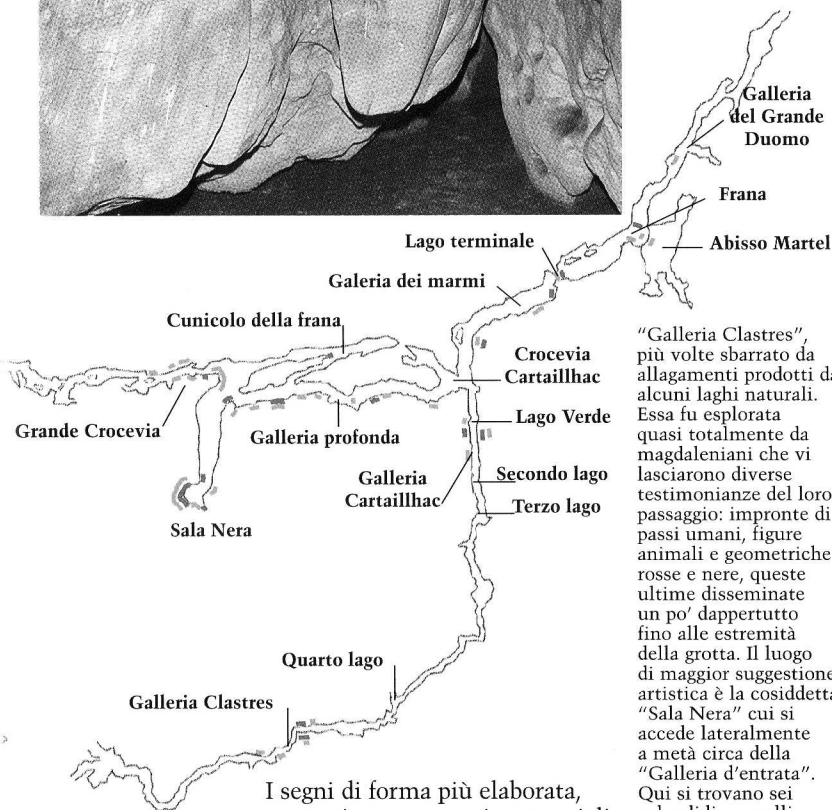 Galleria
del Grande
Duomo
Frana
Abisso Martel
Lago terminale
Galeria dei marmi
Cunicolo della frana
Crocevia
Cartaillhac
Lago Verde
Grande Crocevia
Galleria profonda
Galleria
Cartaillhac
Secondo lago
Terzo lago
Sala Nera
Quarto lago
Galleria Clastres
"Galleria Clastres",
più volte sbarrato da
allagamenti prodotti da
alcuni laghi naturali.
Essa fu esplorata
quasi totalmente da
magdaleniani che vi
lasciarono diverse
testimonianze del loro
passaggio: impronte di
passi umani, figure
animali e geometriche
rosse e nere, queste
ultime disseminate
un po' dappertutto
fino alle estremità
della grotta. Il luogo
di maggior suggestione
artistica è la cosiddetta
"Sala Nera" cui si
accede lateralmente
a metà circa della
"Galleria d'entrata".
Qui si trovano sei
I segni di forma più elaborata,